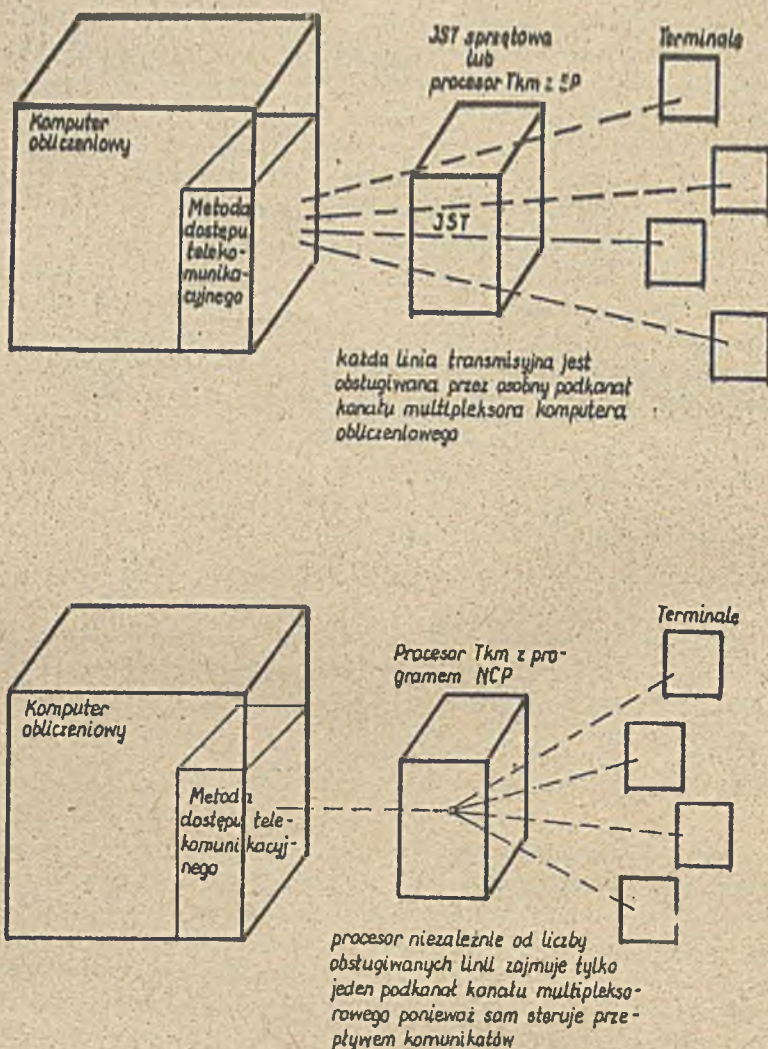 JST sprzętowa
lub
procesor Tkm z EP
Terminale
Komputer
obliczeniowy
Metoda
dostępu
teleko-
munika-
cyjnego
JST
każda linia transmisyjna jest
obsługiwana przez osobny podkanał
kanału multipleksora komputera
obliczeniowego
Terminale
Procesor Tkm z pro-
gramem NCP
Komputer
obliczeniowy
Metoda
dostępu tele-
komunikacyj-
nego
procesor niezależnie od liczby
obsługiwanych linii zajmuje tylko
jeden podkanał kanału multiplekso-
rowego ponieważ sam steruje prze-
pływem komunikatów